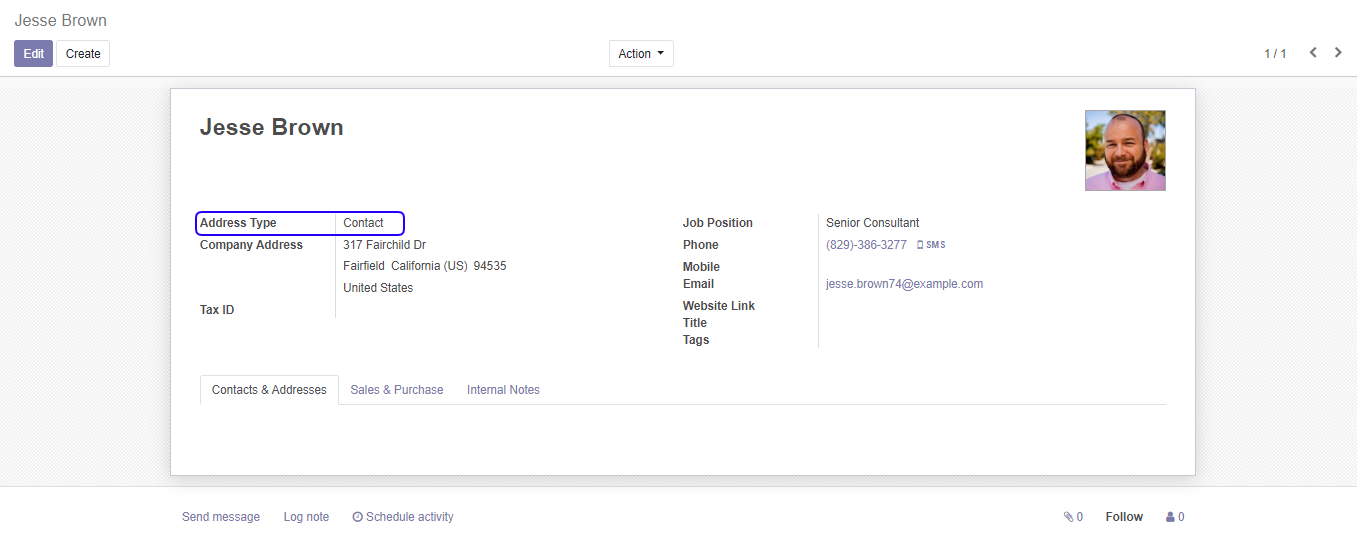 Jesse Brown
Edit Create Action 1 / 1
Jesse Brown
Address Type Contact
Company Address 317 Fairchild Dr
Fairfield California (US) 94535
United States
Tax ID
Job Position Senior Consultant
Phone (829)-386-3277 SMS
Mobile
Email jesse.brown74@example.com
Website Link
Title
Tags
Contacts & Addresses Sales & Purchase Internal Notes
Send message Log note Schedule activity 0 Follow 0